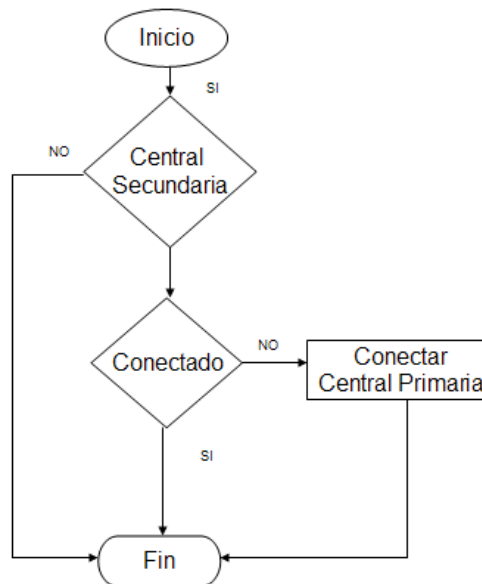 Inicio
SI
NO
Central
Secundaria
Conectado
NO
Conectar
Central Primaria
SI
Fin